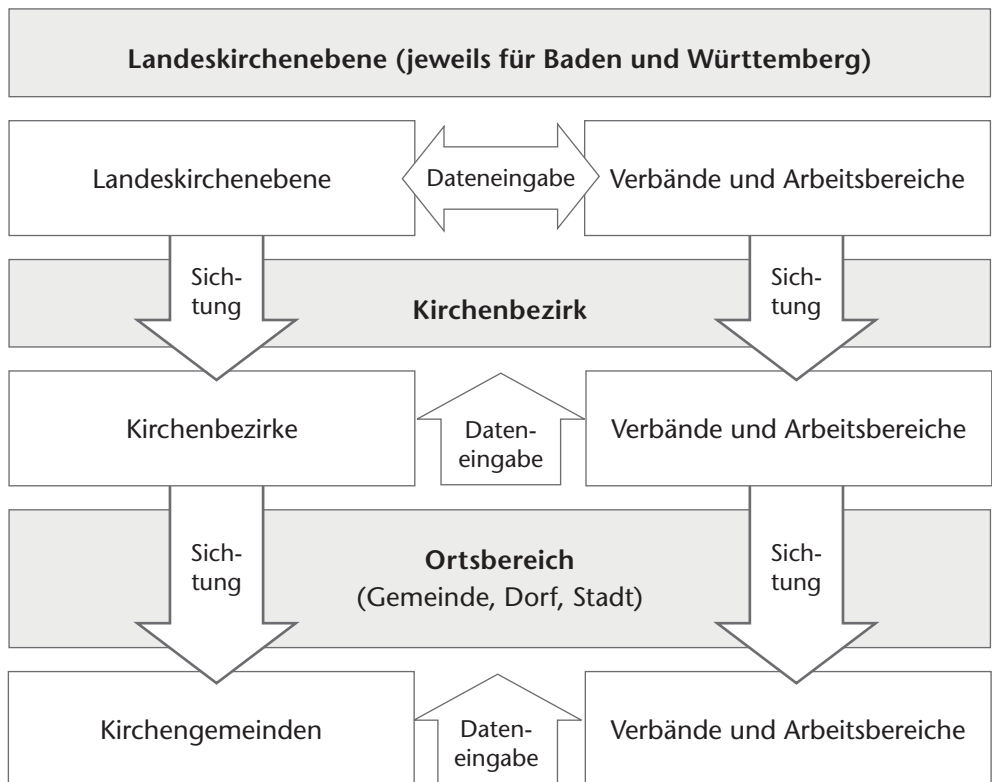 Landeskirchenebene (jeweils für Baden und Württemberg)
Landeskirchenebene
Dateneingabe
Verbände und Arbeitsbereiche
Sich-
tung
Kirchenbezirk
Sich-
tung
Kirchenbezirke
Daten-
eingabe
Verbände und Arbeitsbereiche
Sich-
tung
Ortsbereich
(Gemeinde, Dorf, Stadt)
Sich-
tung
Kirchengemeinden
Daten-
eingabe
Verbände und Arbeitsbereiche